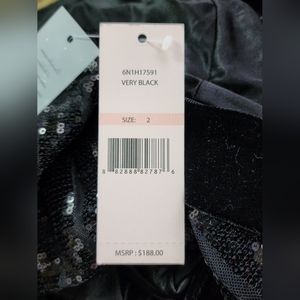 6N1H17591
VERY BLACK
SIZE: 2
8 82888 82787 6
MSRP : $188.00